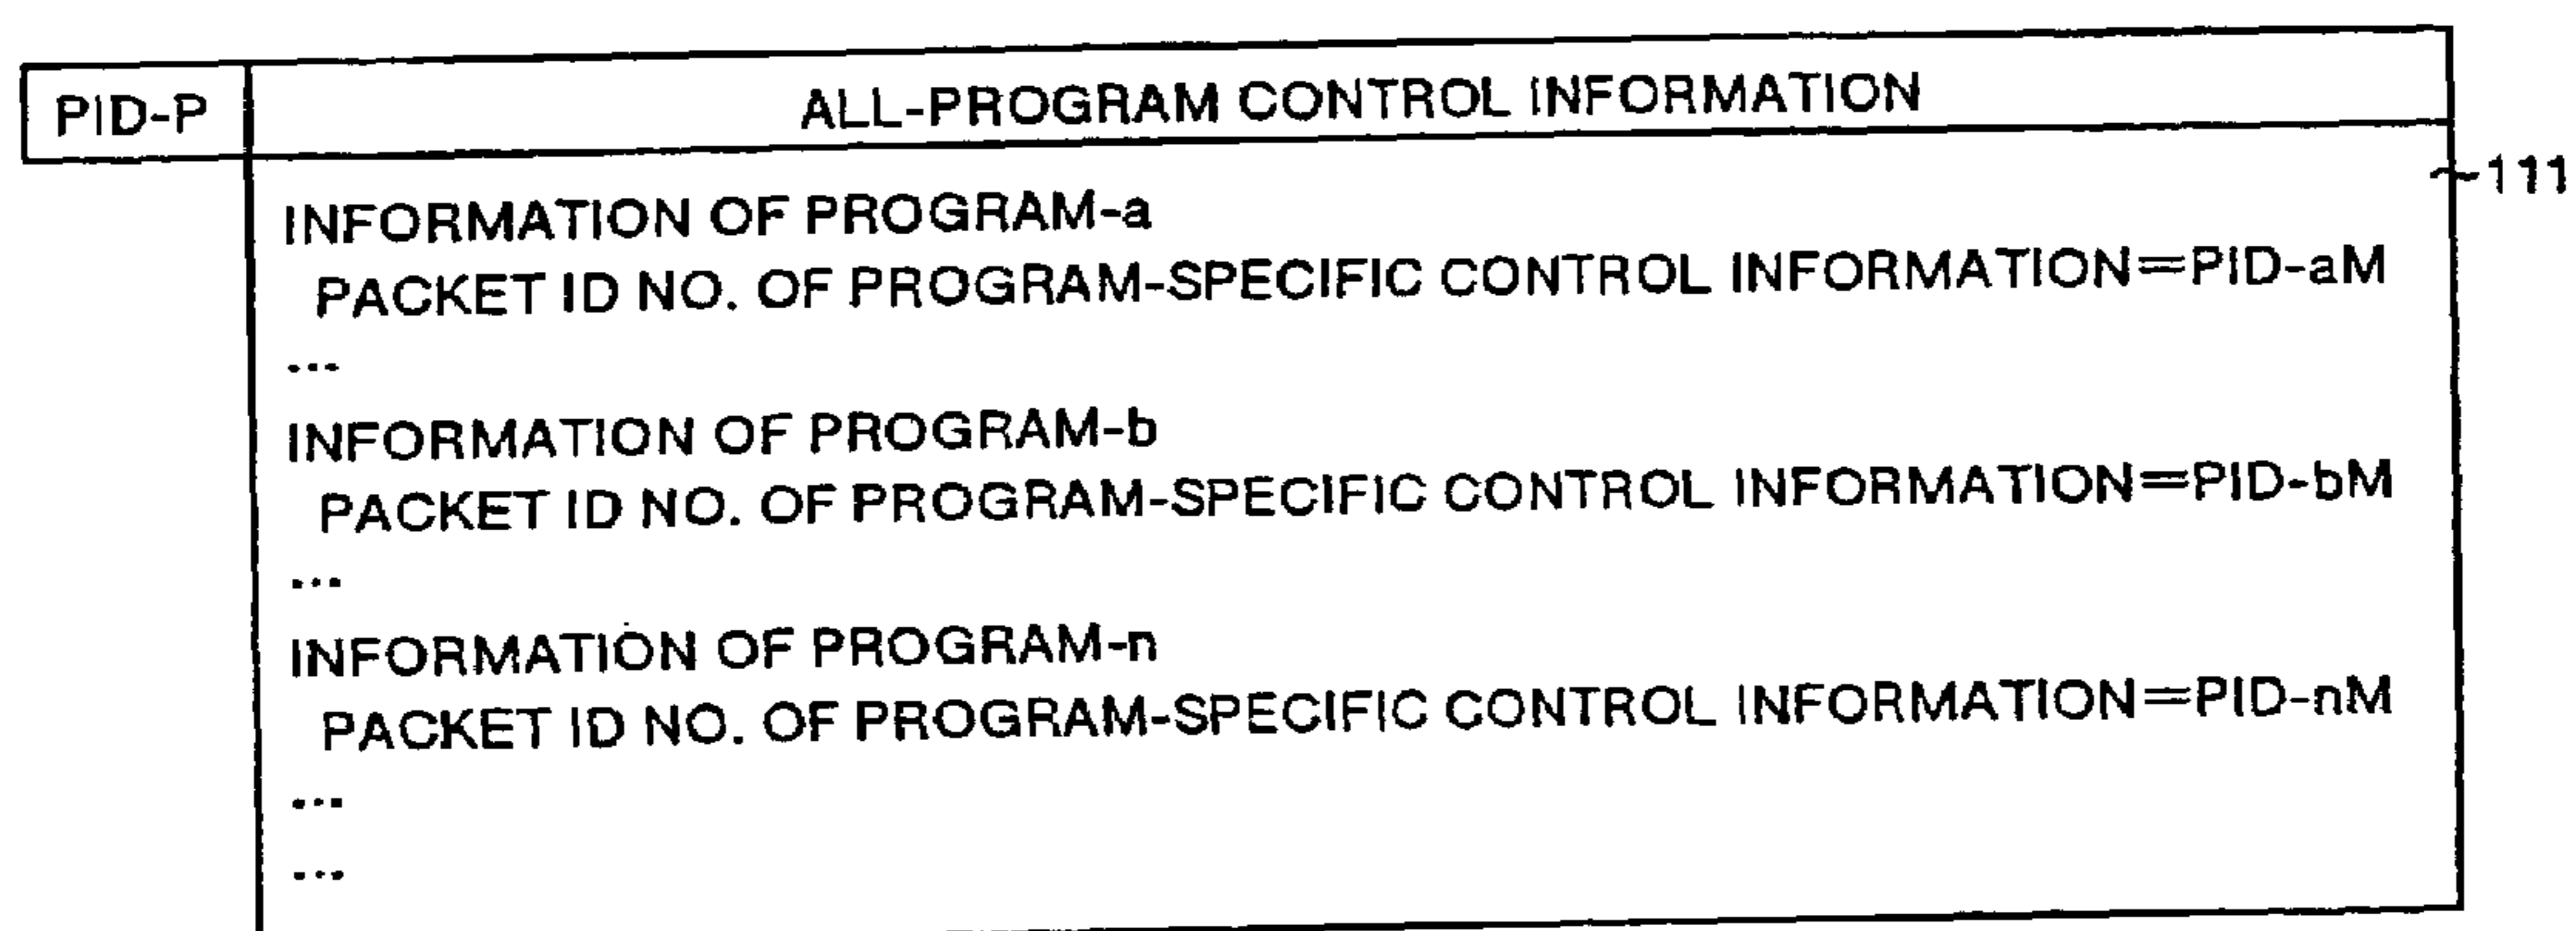 PID-P ALL-PROGRAM CONTROL INFORMATION
111
INFORMATION OF PROGRAM-a
PACKET ID NO. OF PROGRAM-SPECIFIC CONTROL INFORMATION=PID-aM
...
INFORMATION OF PROGRAM-b
PACKET ID NO. OF PROGRAM-SPECIFIC CONTROL INFORMATION=PID-bM
...
INFORMATION OF PROGRAM-n
PACKET ID NO. OF PROGRAM-SPECIFIC CONTROL INFORMATION=PID-nM
...
...